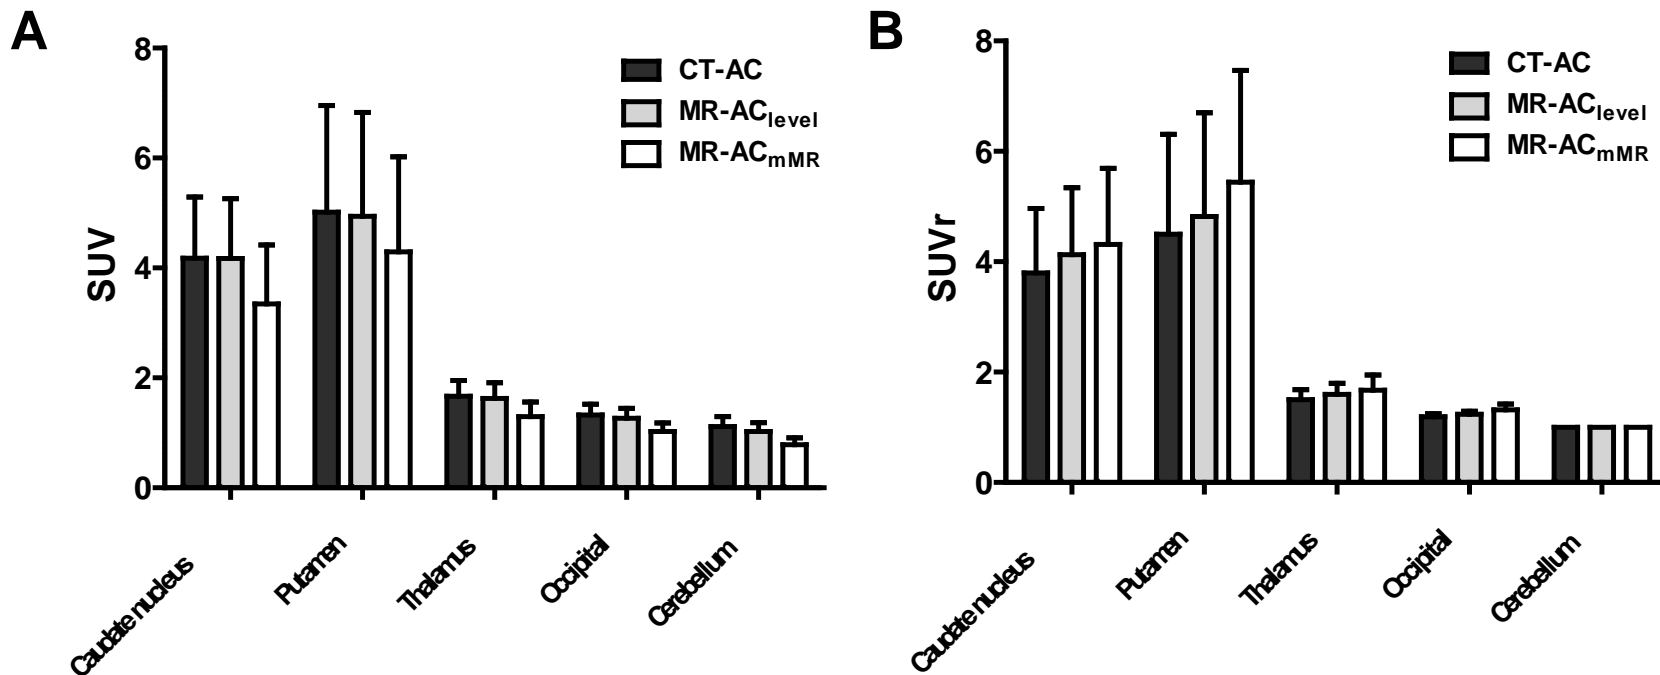 A
SUV
8
6
4
2
0
CT-AC
MR-AClevel
MR-ACmMR
Caudate nucleus
Putamen
Thalamus
Occipital
Cerebellum
B
SUVr
8
6
4
2
0
CT-AC
MR-AClevel
MR-ACmMR
Caudate nucleus
Putamen
Thalamus
Occipital
Cerebellum